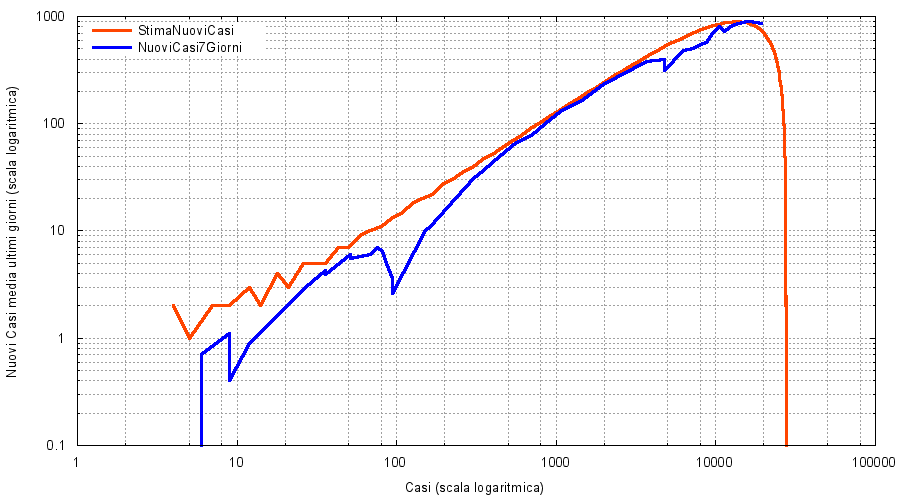 StimaNuoviCasi
NuoviCasi7Giorni
Nuovi Casi media ultimi giorni (scala logaritmica)
1000
100
10
1
0.1
1
10
100
1000
10000
100000
Casi (scala logaritmica)